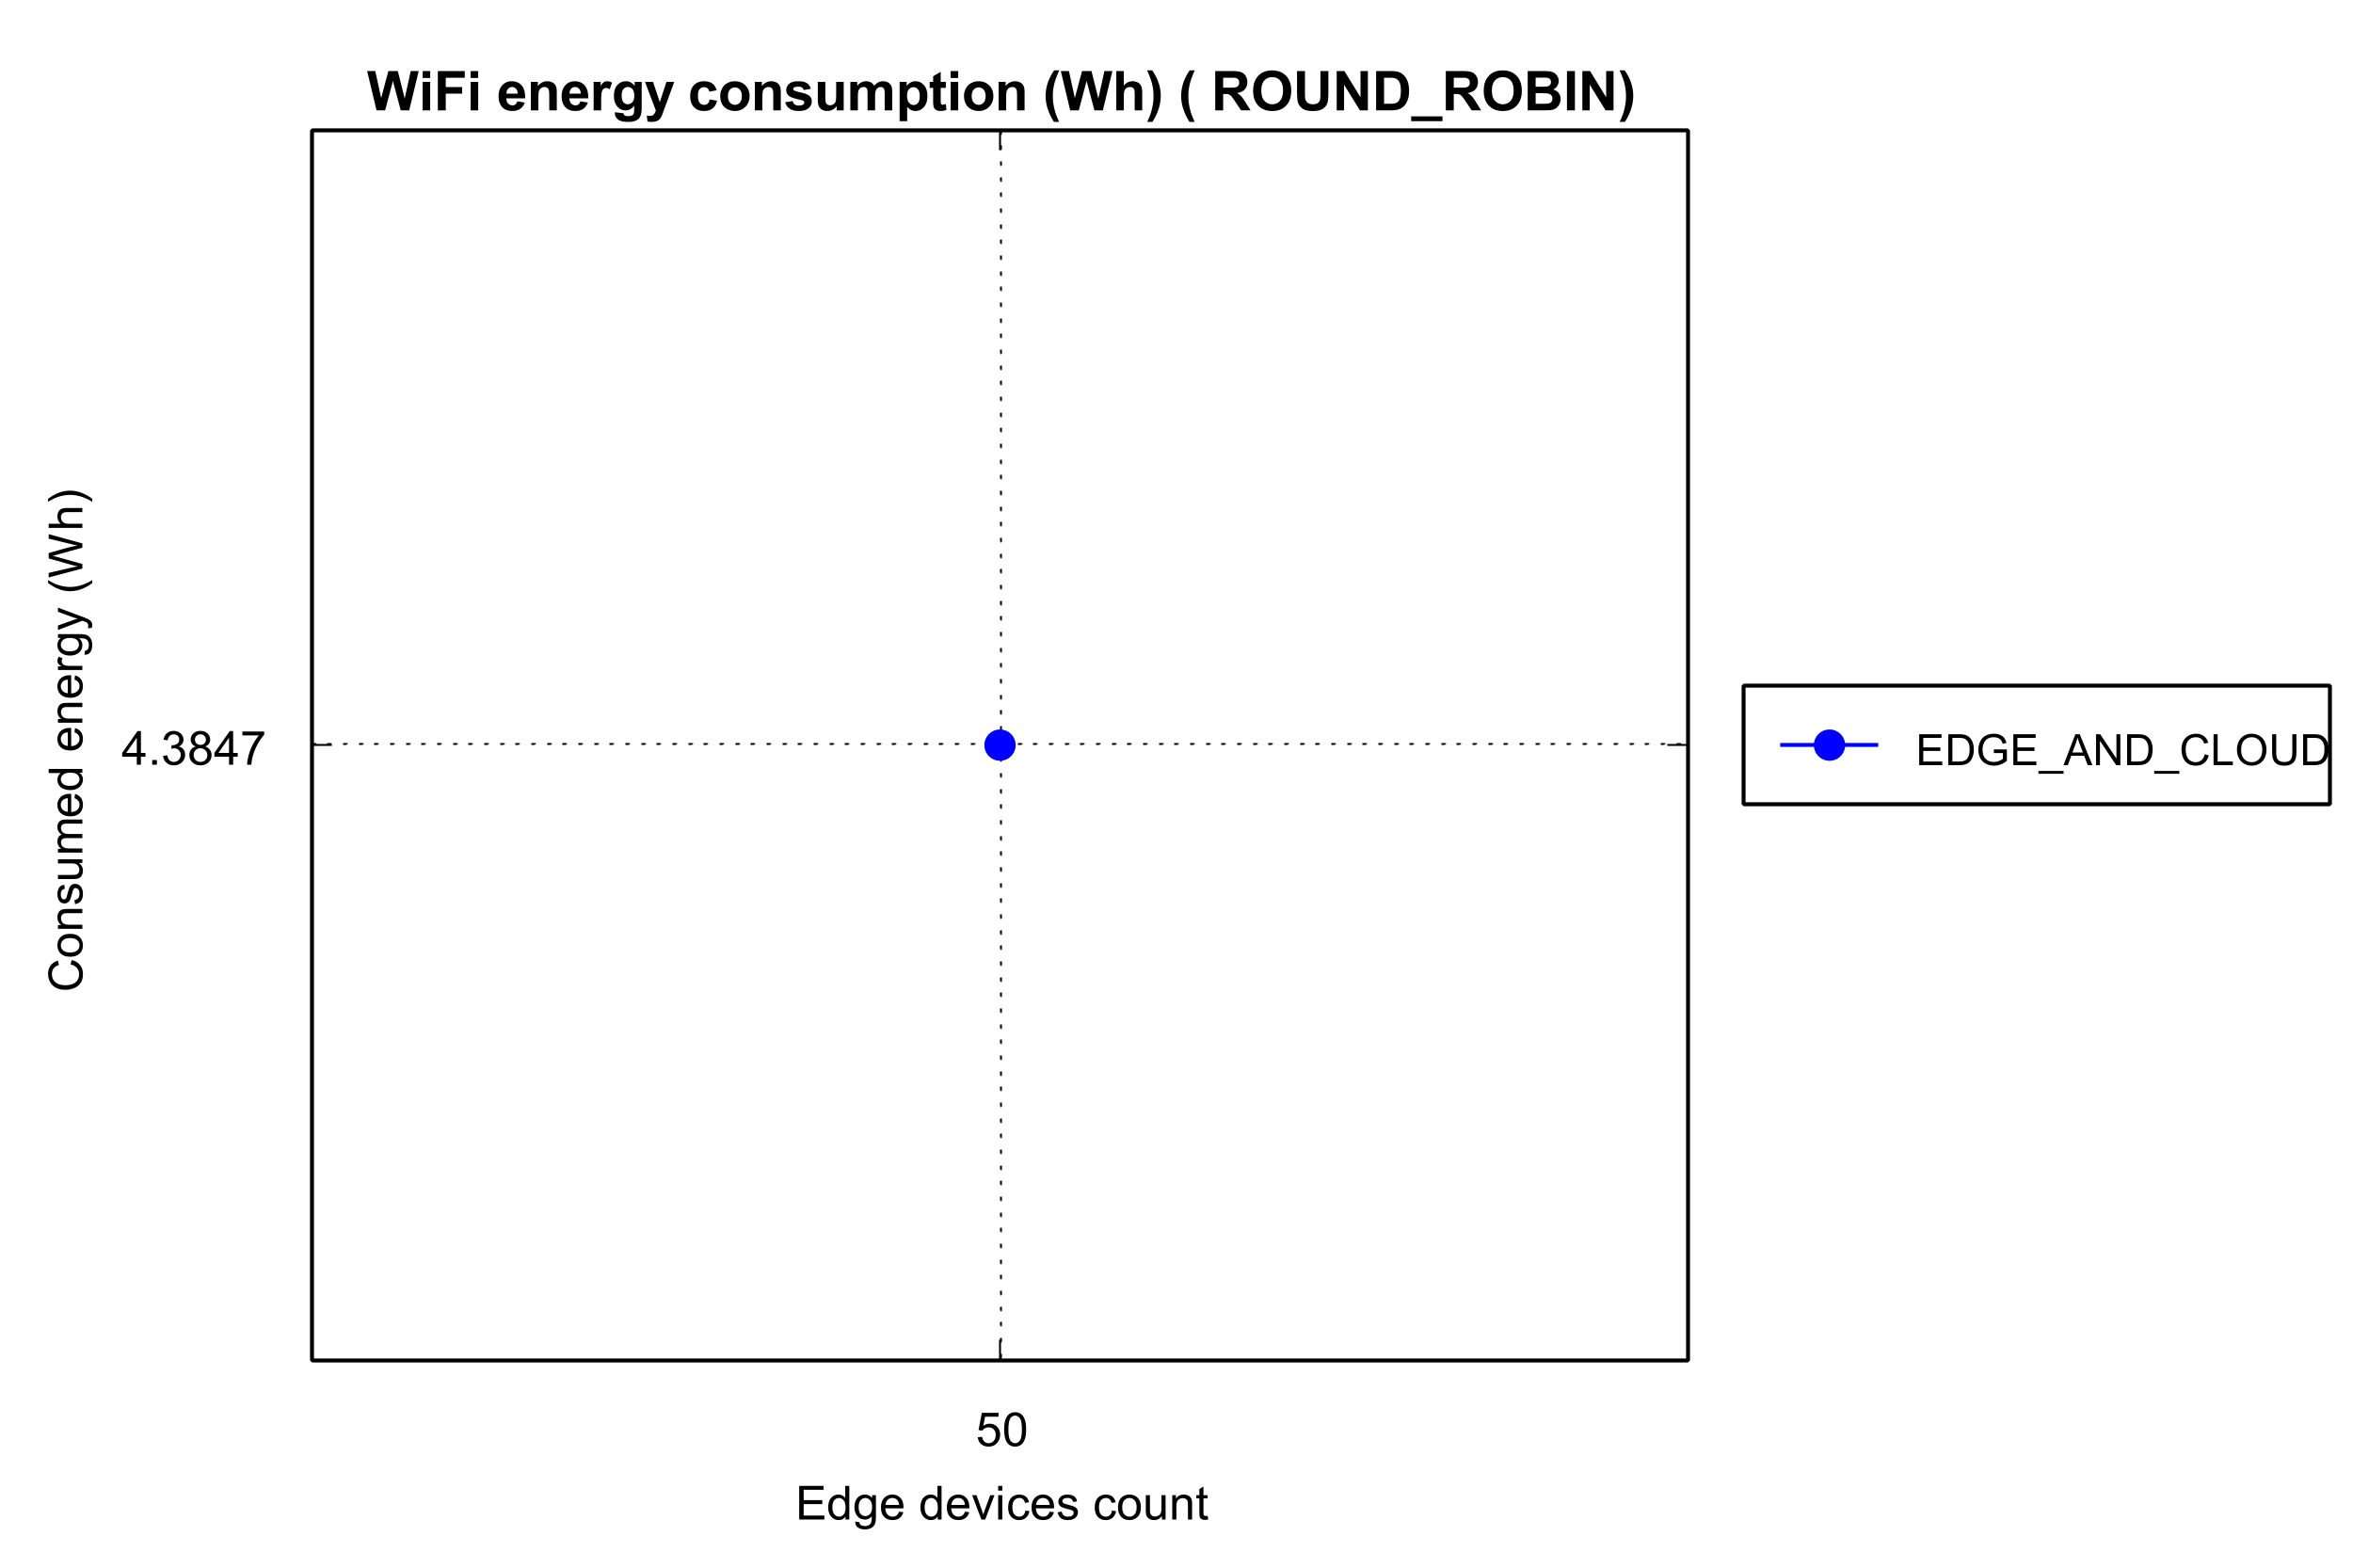 WiFi energy consumption (Wh) ( ROUND_ROBIN)
Consumed energy (Wh)
4.3847
EDGE_AND_CLOUD
50
Edge devices count